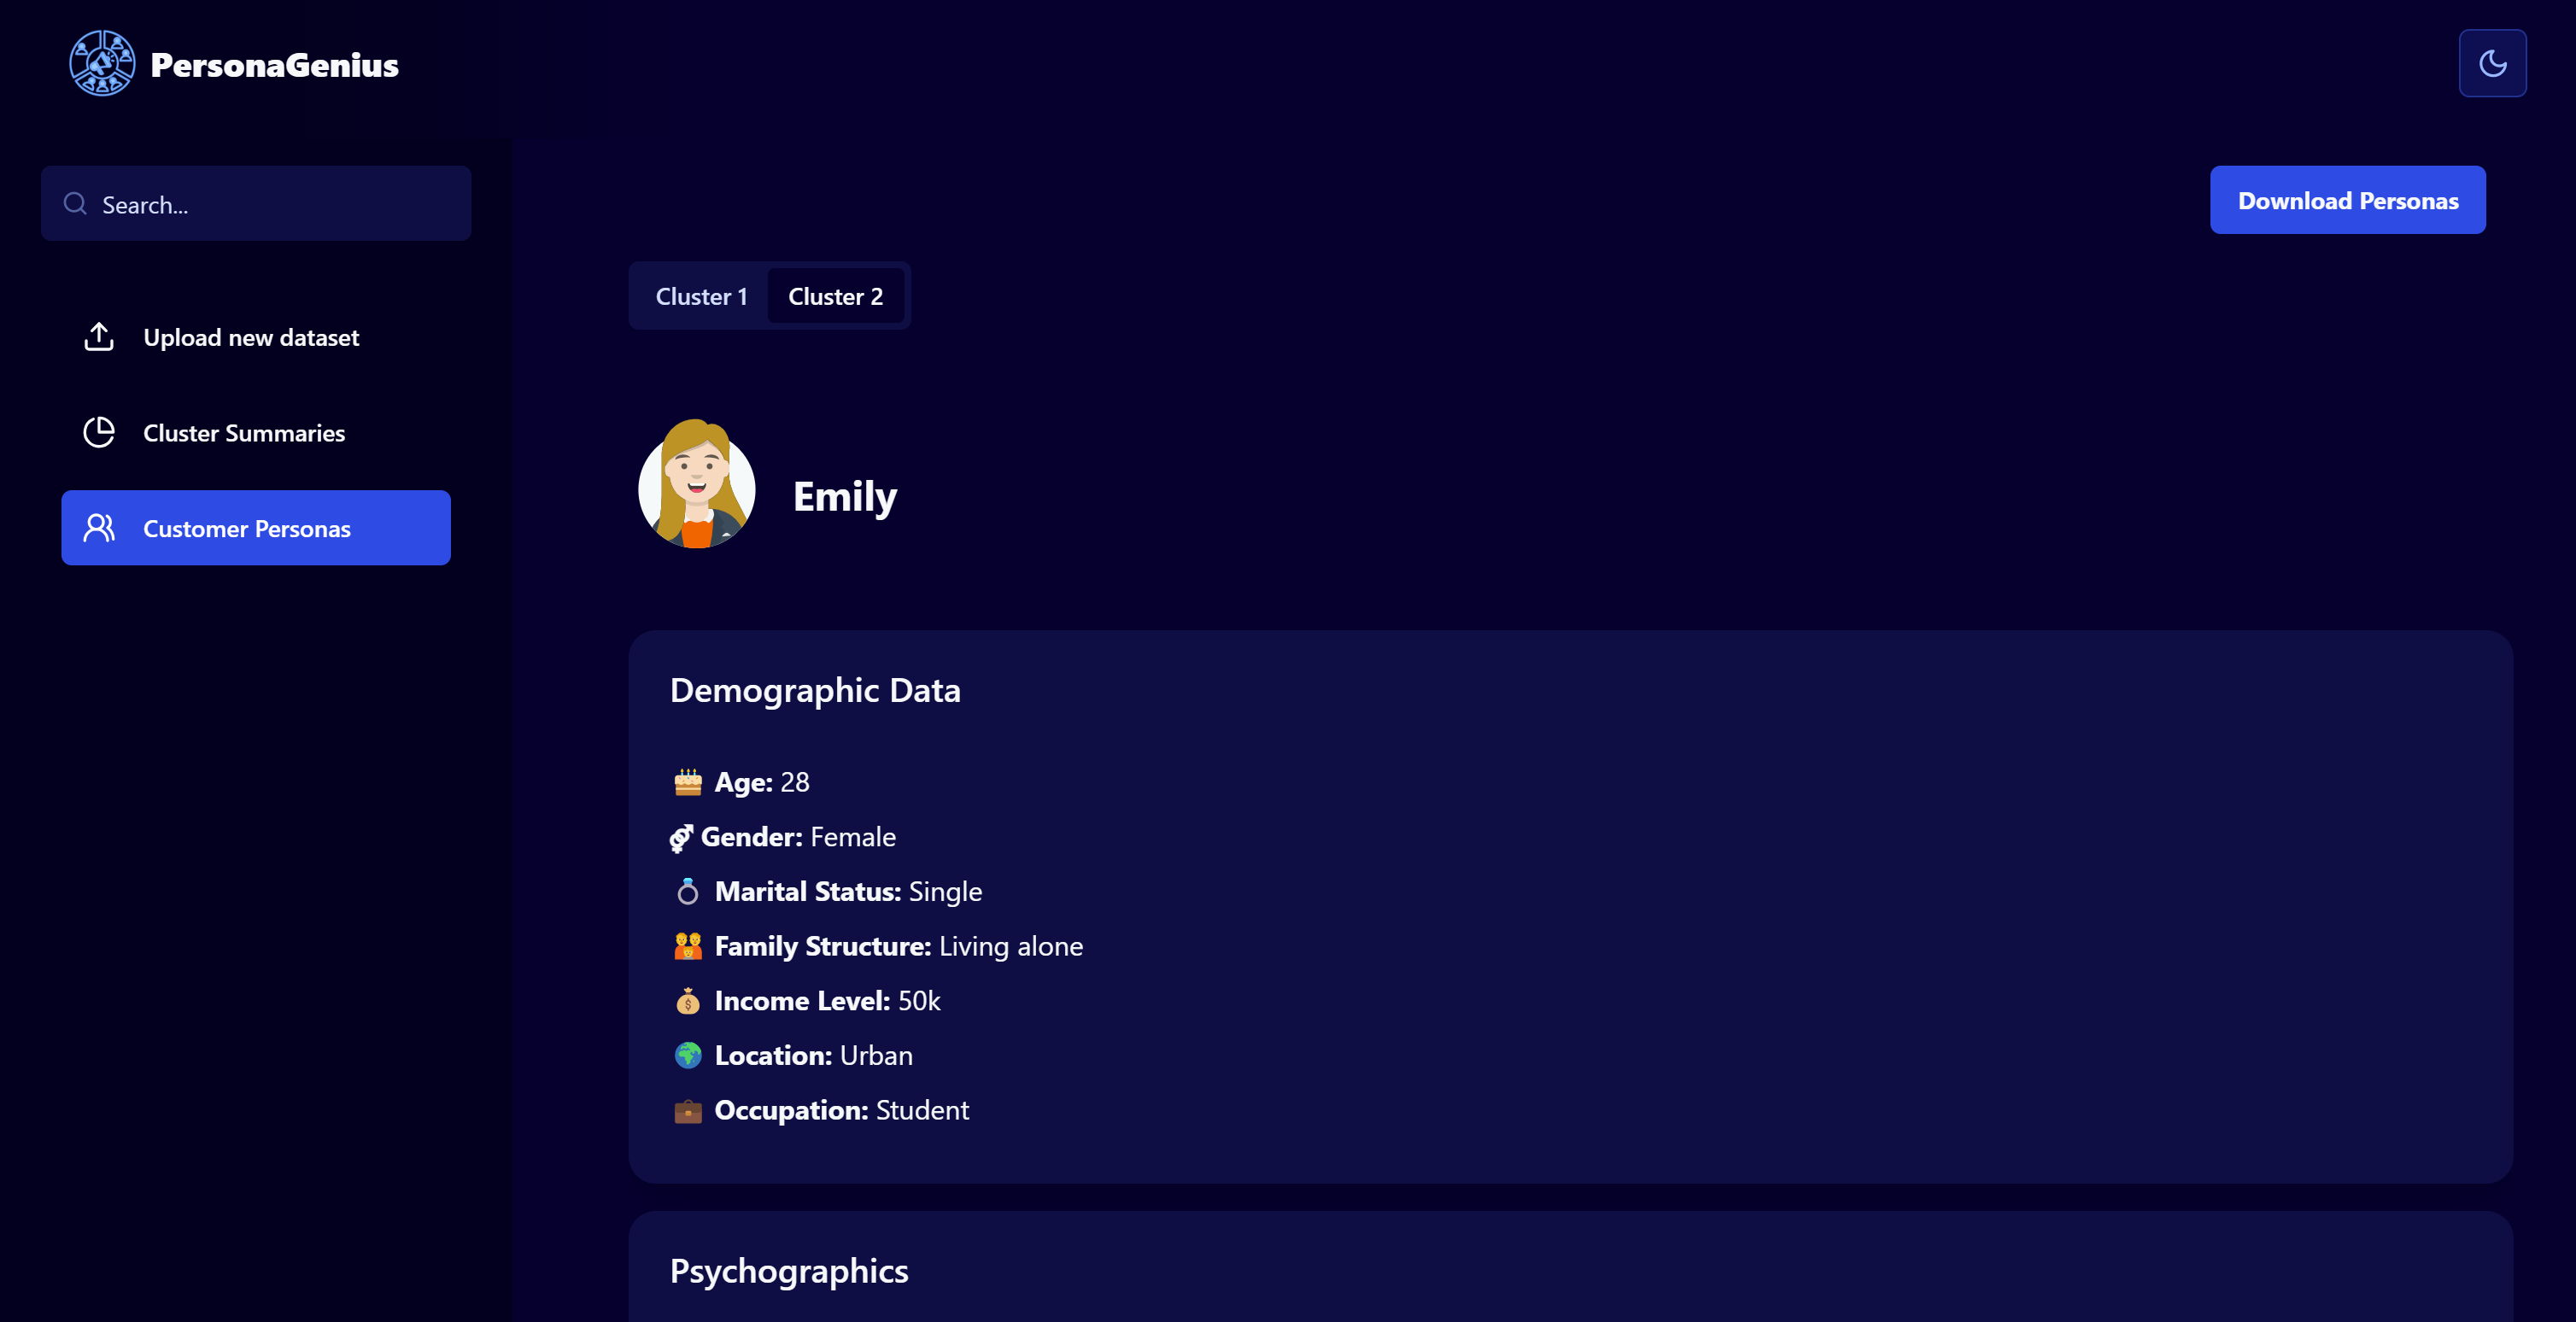 PersonaGenius
Search...
Upload new dataset
Cluster Summaries
Customer Personas
Download Personas
Cluster 1
Cluster 2
Emily
Demographic Data
Age: 28
Gender: Female
Marital Status: Single
Family Structure: Living alone
Income Level: 50k
Location: Urban
Occupation: Student
Psychographics